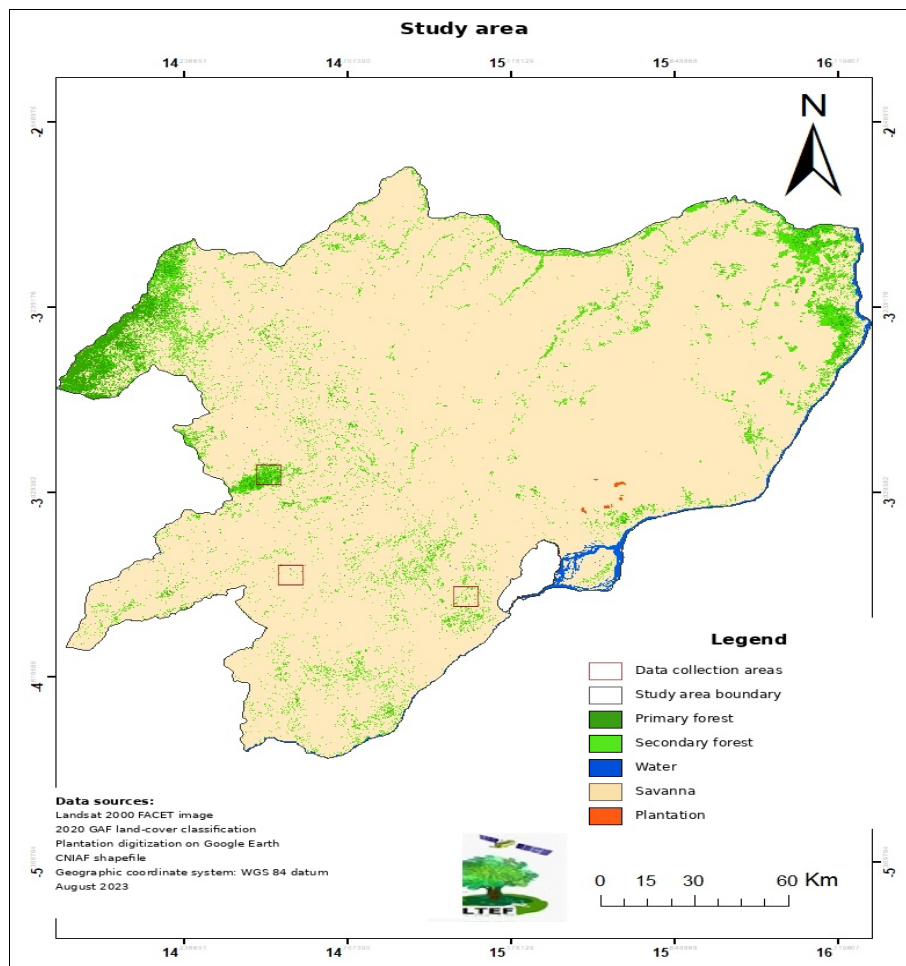 Study area
14 14 15 15 16
-2
-2
N
-3
-3
-3
-3
4
4
-5
-5
Legend
Data collection areas
Study area boundary
Primary forest
Secondary forest
Water
Savanna
Plantation
Data sources:
Landsat 2000 FACET image
2020 GAF land-cover classification
Plantation digitization on Google Earth
CNIAF shapefile
Geographic coordinate system: WGS 84 datum
August 2023
LTEF
0 15 30 60 Km
14 14 15 15 16